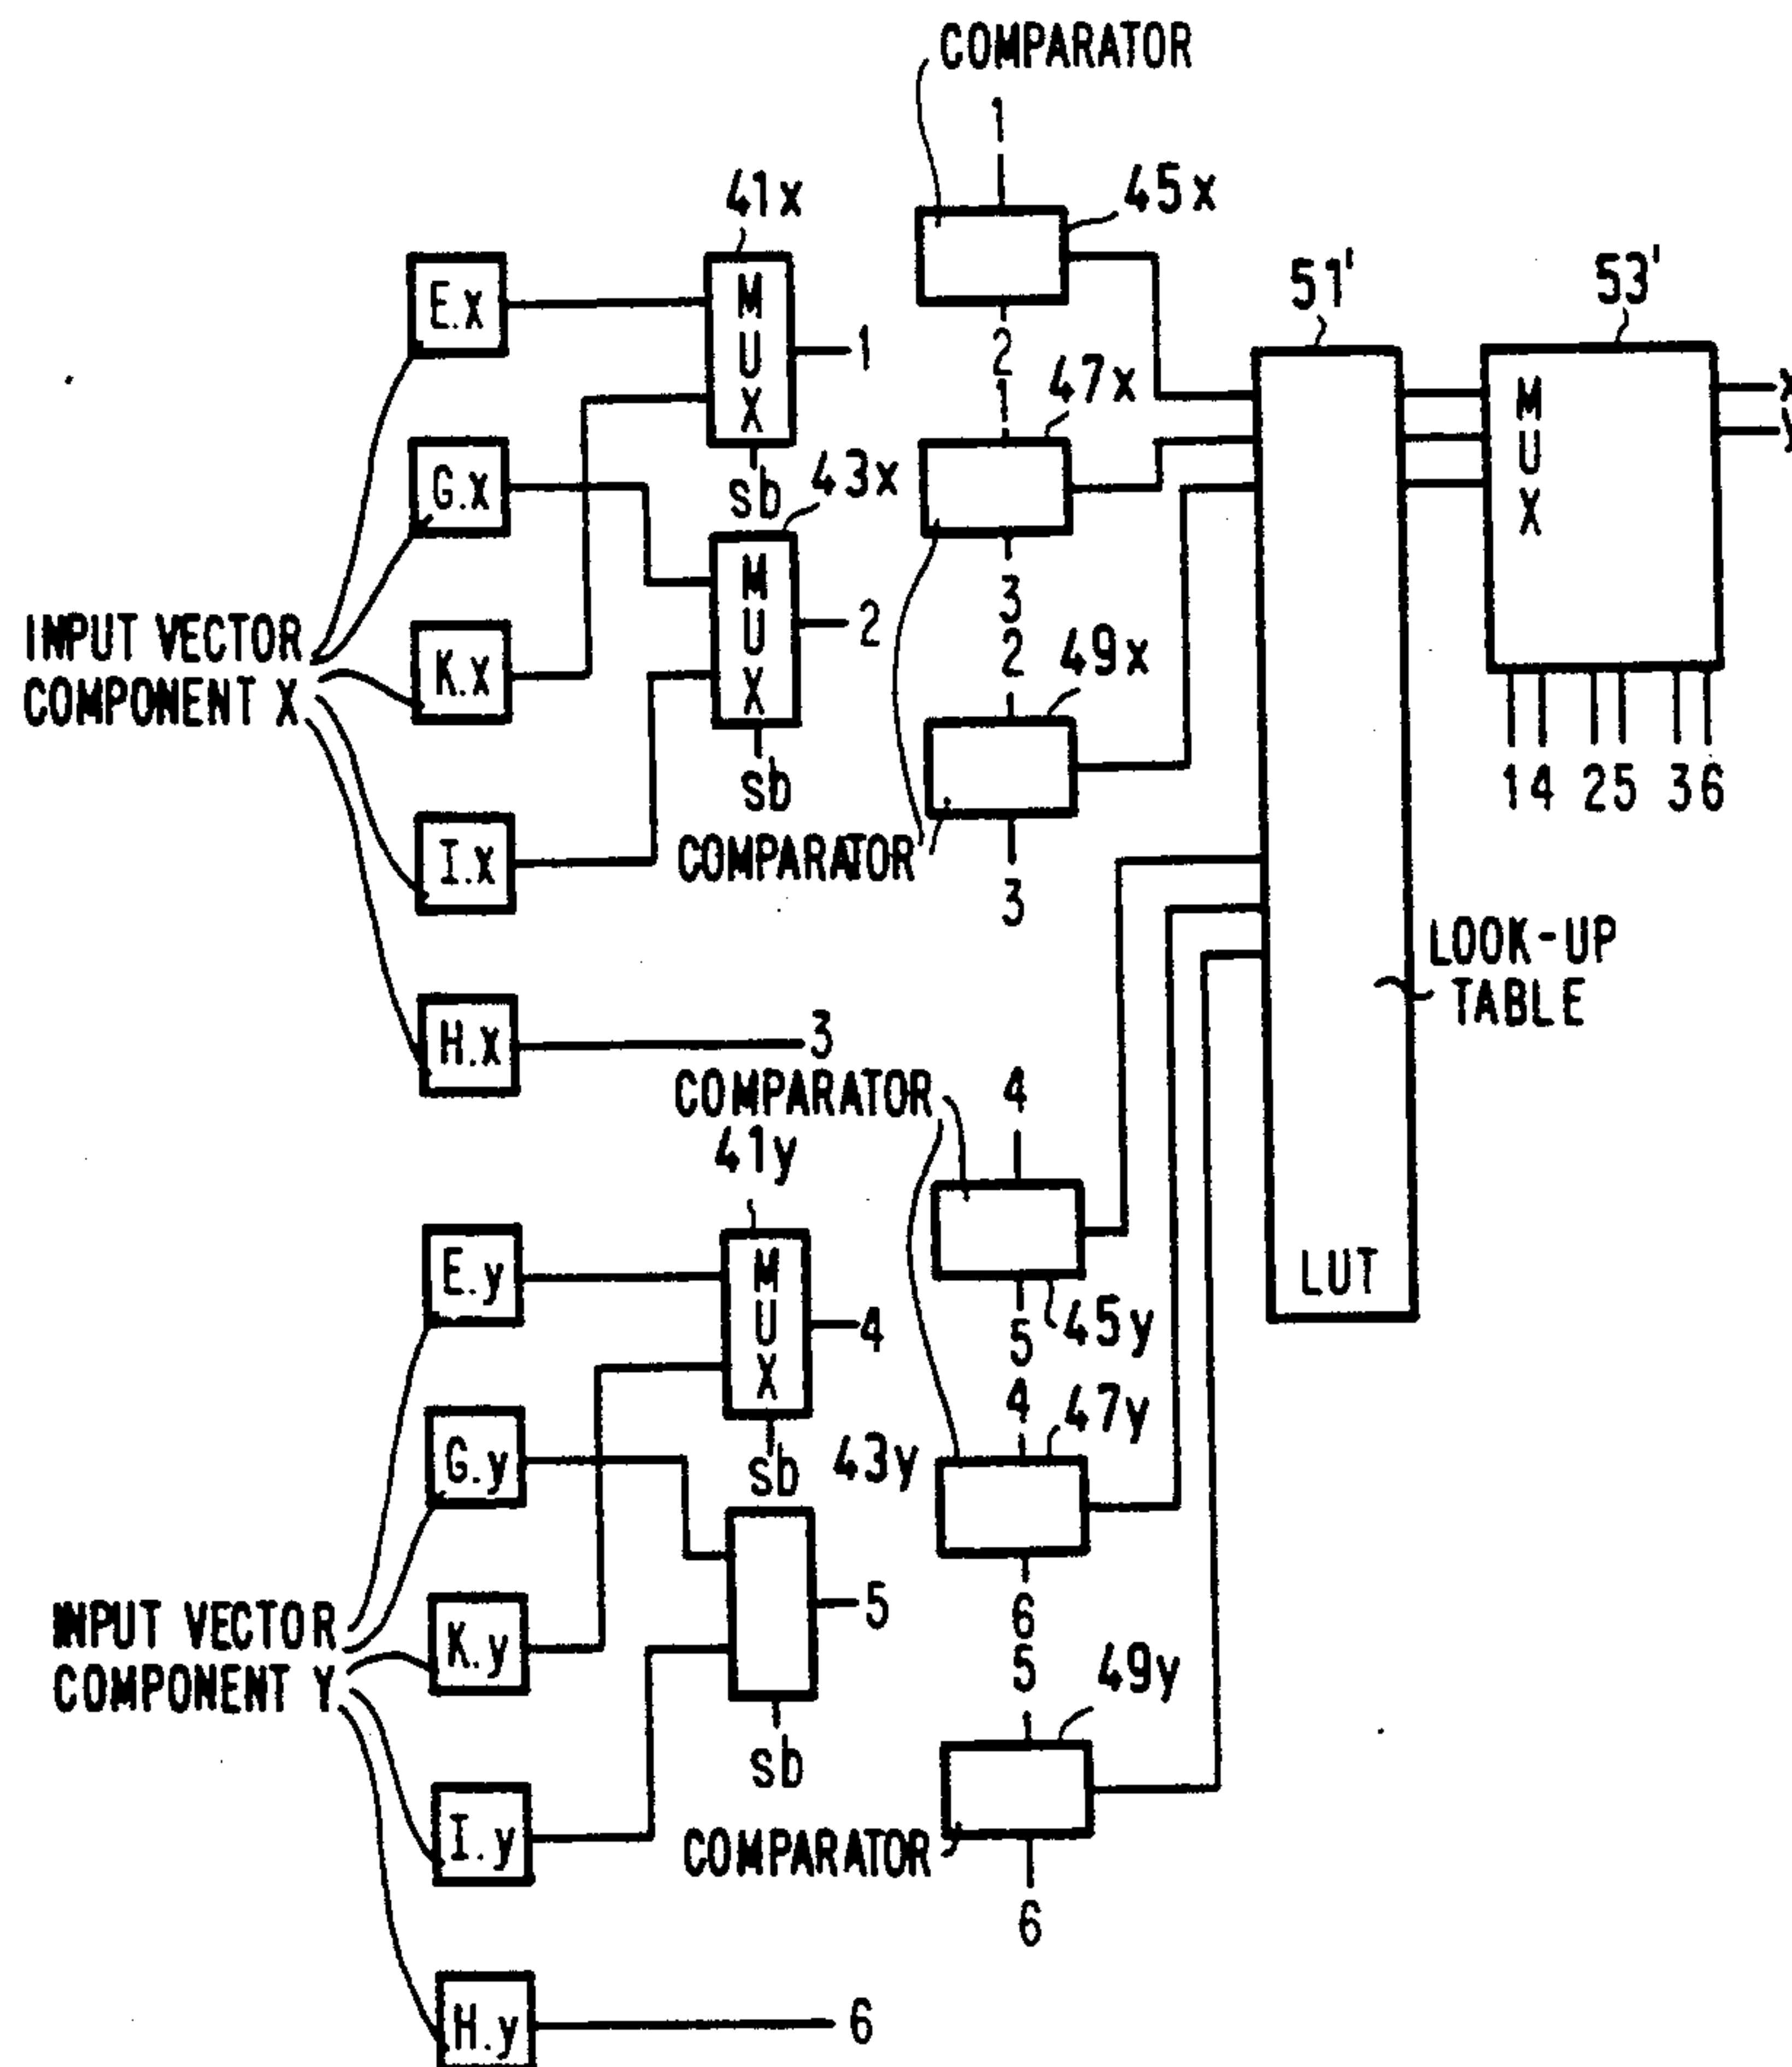 COMPARATOR
1
41x
45x
E.x
M
U
X
1
sb
2
51'
53'
M
U
X
x
y
1
47x
G.x
43x
M
U
X
2
sb
3
INPUT VECTOR
COMPONENT X
K.x
2
49x
14 25 36
I.x
COMPARATOR
3
LOOK-UP
TABLE
H.x
3
COMPARATOR
4
41y
E.y
M
U
X
4
sb
5
45y
LUT
4
47y
G.y
43y
5
sb
6
INPUT VECTOR
COMPONENT Y
K.y
5
49y
I.y
COMPARATOR
6
H.y
6